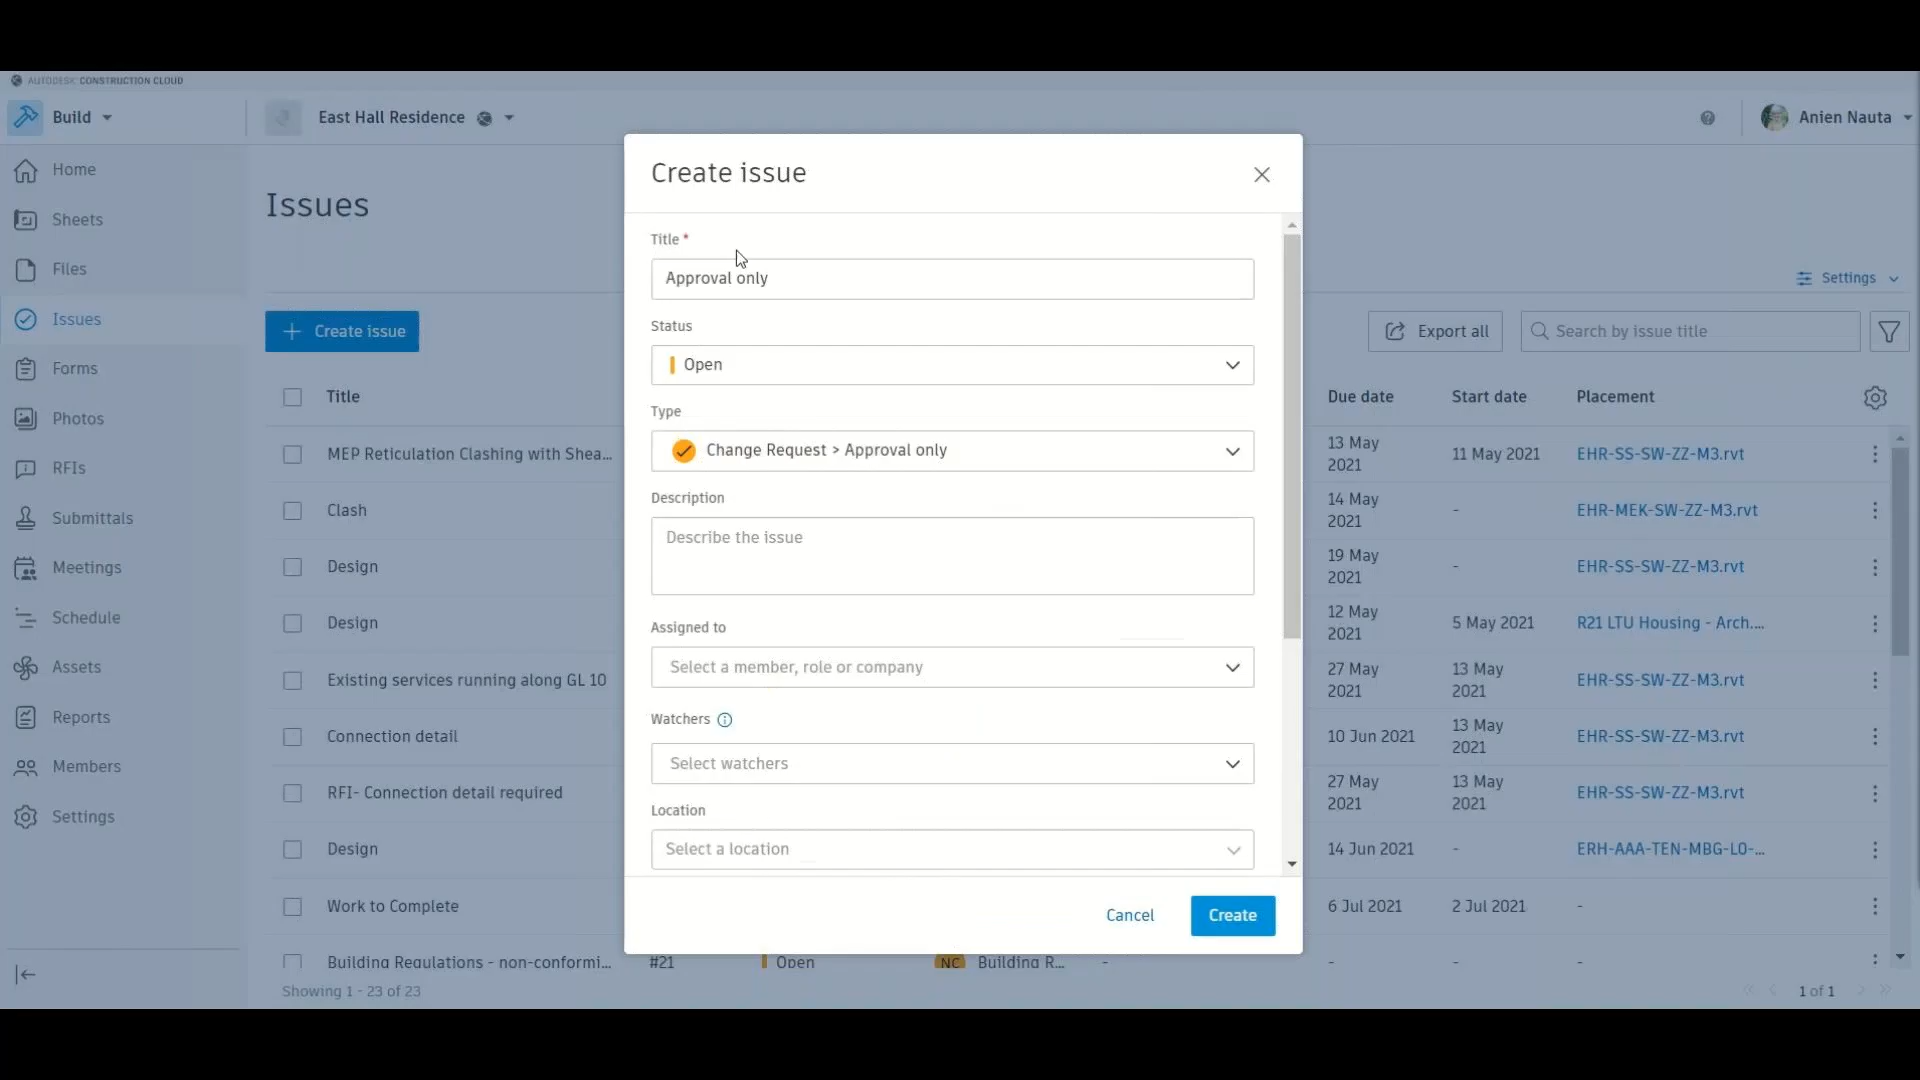 AUTODESK CONSTRUCTION CLOUD
Build
East Hall Residence
Anien Nauta
Home
Sheets
Files
Issues
Forms
Photos
RFIs
Submittals
Meetings
Schedule
Assets
Reports
Members
Settings
Issues
Settings
Create issue
Export all
Search by issue title
Title
Due date
Start date
Placement
MEP Reticulation Clashing with Shea...
13 May
2021
11 May 2021
EHR-SS-SW-ZZ-M3.rvt
Clash
14 May
2021
-
EHR-MEK-SW-ZZ-M3.rvt
Design
19 May
2021
-
EHR-SS-SW-ZZ-M3.rvt
Design
12 May
2021
5 May 2021
R21 LTU Housing - Arch....
Existing services running along GL 10
27 May
2021
13 May
2021
EHR-SS-SW-ZZ-M3.rvt
Connection detail
10 Jun 2021
13 May
2021
EHR-SS-SW-ZZ-M3.rvt
RFI- Connection detail required
27 May
2021
13 May
2021
EHR-SS-SW-ZZ-M3.rvt
Design
14 Jun 2021
-
ERH-AAA-TEN-MBG-L0-...
Work to Complete
6 Jul 2021
2 Jul 2021
-
Building Regulations - non-conformi...
#21
Open
NC
Building R...
-
-
-
-
Showing 1 - 23 of 23
1 of 1
Create issue
Title *
Approval only
Status
Open
Type
Change Request > Approval only
Description
Describe the issue
Assigned to
Select a member, role or company
Watchers
Select watchers
Location
Select a location
Cancel
Create